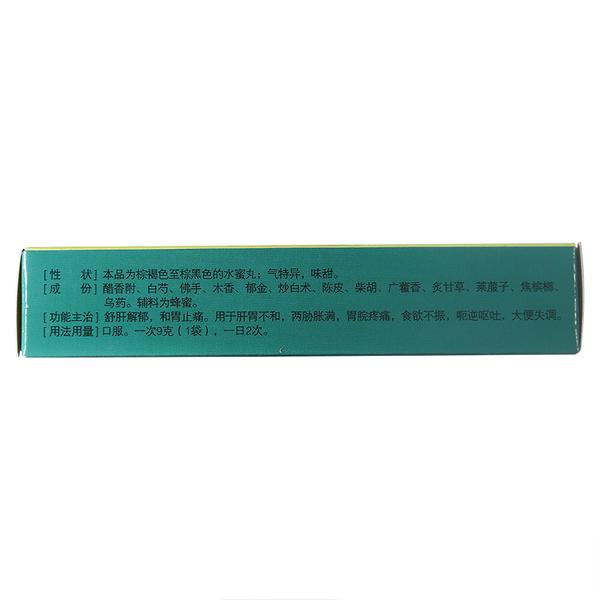 [性　　状] 本品为棕褐色至棕黑色的水蜜丸；气特异，味甜。
[成　　份] 醋香附、白芍、佛手、木香、郁金、炒白术、陈皮、柴胡、广藿香、炙甘草、莱菔子、焦槟榔、
乌药。辅料为蜂蜜。
[功能主治] 舒肝解郁，和胃止痛。用于肝胃不和，两胁胀满，胃脘疼痛，食欲不振，呃逆呕吐，大便失调。
[用法用量] 口服。一次9克（1袋），一日2次。